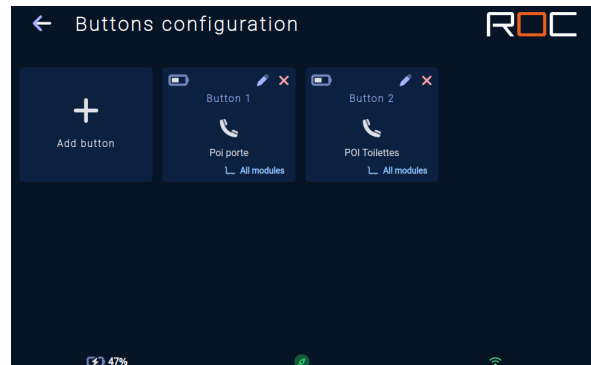 Buttons configuration
ROC
Add button
Button 1
Poi porte
All modules
Button 2
POI Toilettes
All modules
47%